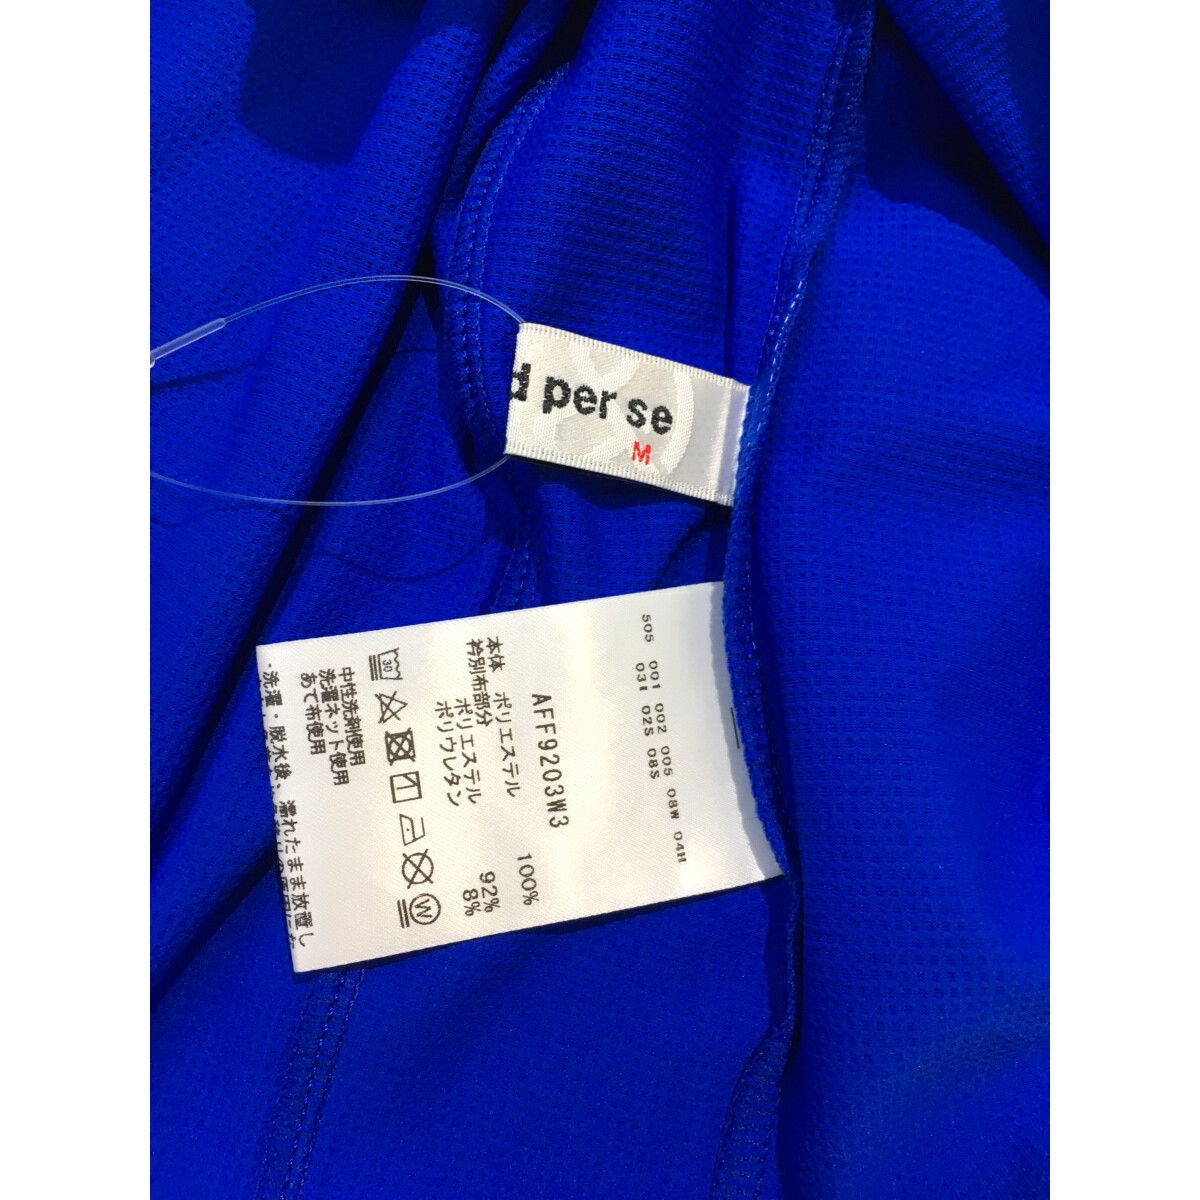 d per se
M
505 001 002 005 08W 04H
031 02S 08S
AFF9203W3
本体 ポリエステル 100%
衿別布部分 ポリエステル 92%
ポリウレタン 8%
30
W
中性洗剤使用
洗濯ネット使用
あて布使用
・洗濯・脱水後、濡れたまま放置し